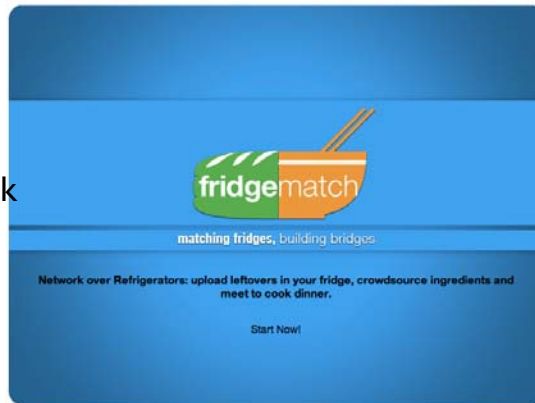 k
fridgematch
matching fridges, building bridges
Network over Refrigerators: upload leftovers in your fridge, crowdsource ingredients and
meet to cook dinner.
Start Now!